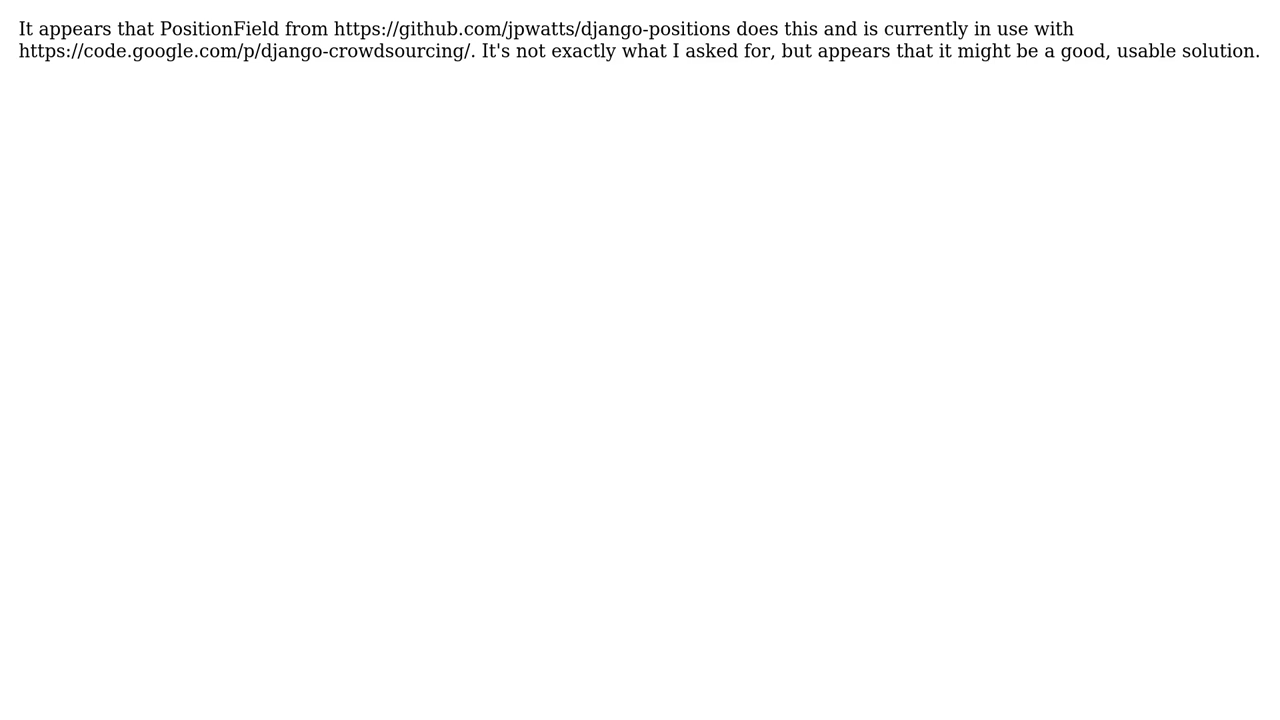 It appears that PositionField from https://github.com/jpwatts/django-positions does this and is currently in use with
https://code.google.com/p/django-crowdsourcing/. It's not exactly what I asked for, but appears that it might be a good, usable solution.